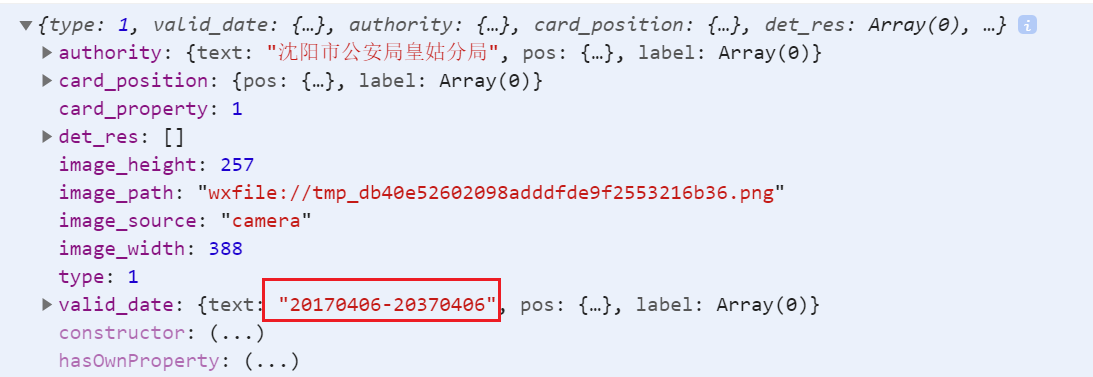 {type: 1, valid_date: {…}, authority: {…}, card_position: {…}, det_res: Array(0), …} i
authority: {text: "沈阳市公安局皇姑分局", pos: {…}, label: Array(0)}
card_position: {pos: {…}, label: Array(0)}
card_property: 1
det_res: []
image_height: 257
image_path: "wxfile://tmp_db40e52602098adddfde9f2553216b36.png"
image_source: "camera"
image_width: 388
type: 1
valid_date: {text: "20170406-20370406", pos: {…}, label: Array(0)}
constructor: (...)
hasOwnProperty: (...)